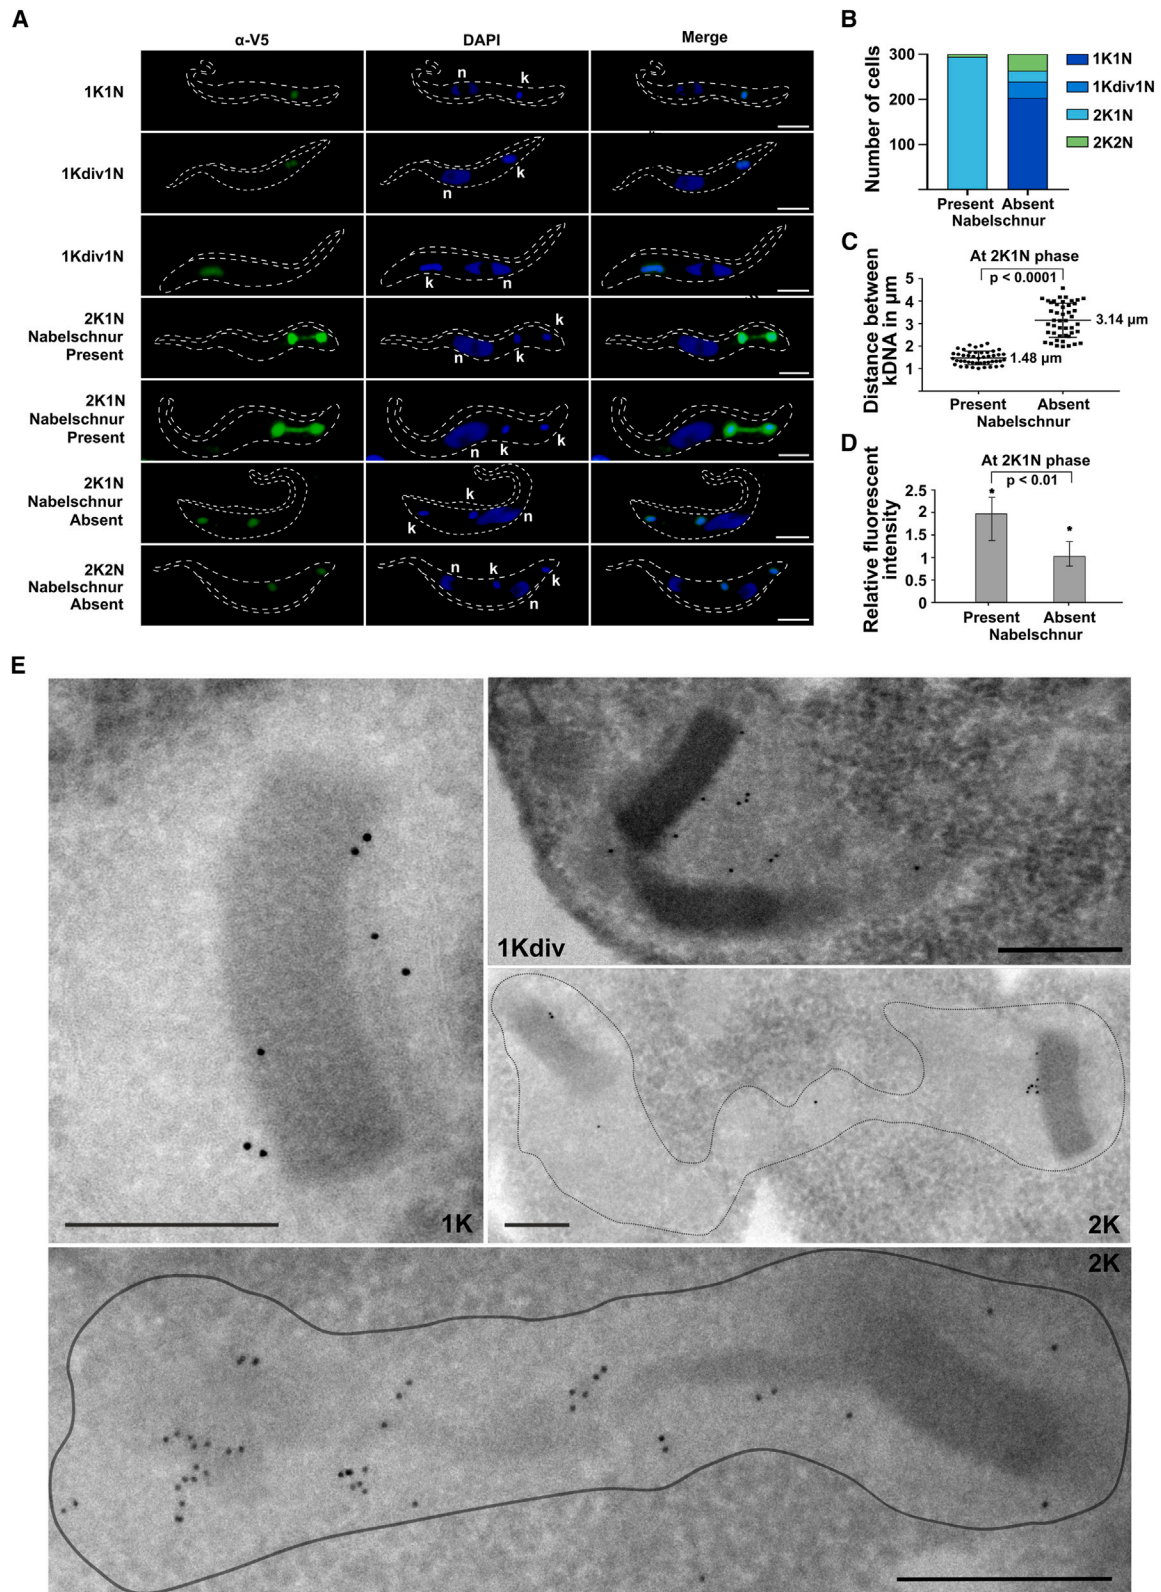 A
α-V5
DAPI
Merge
1K1N
n
k
1Kdiv1N
n
k
1Kdiv1N
k
n
2K1N
Nabelschnur
Present
n
k
k
2K1N
Nabelschnur
Present
n
k
k
2K1N
Nabelschnur
Absent
k
k
n
2K2N
Nabelschnur
Absent
n
k
k
n
B
Number of cells
300
200
100
Present
Absent
Nabelschnur
1K1N
1Kdiv1N
2K1N
2K2N
C
At 2K1N phase
p < 0.0001
Distance between
kDNA in µm
5
4
3
2
1
1.48 µm
3.14 µm
Present
Absent
Nabelschnur
D
At 2K1N phase
p < 0.01
Relative fluorescent
intensity
2.5
2
1.5
1
0.5
0
*
*
Present
Absent
Nabelschnur
E
1K
1Kdiv
2K
2K